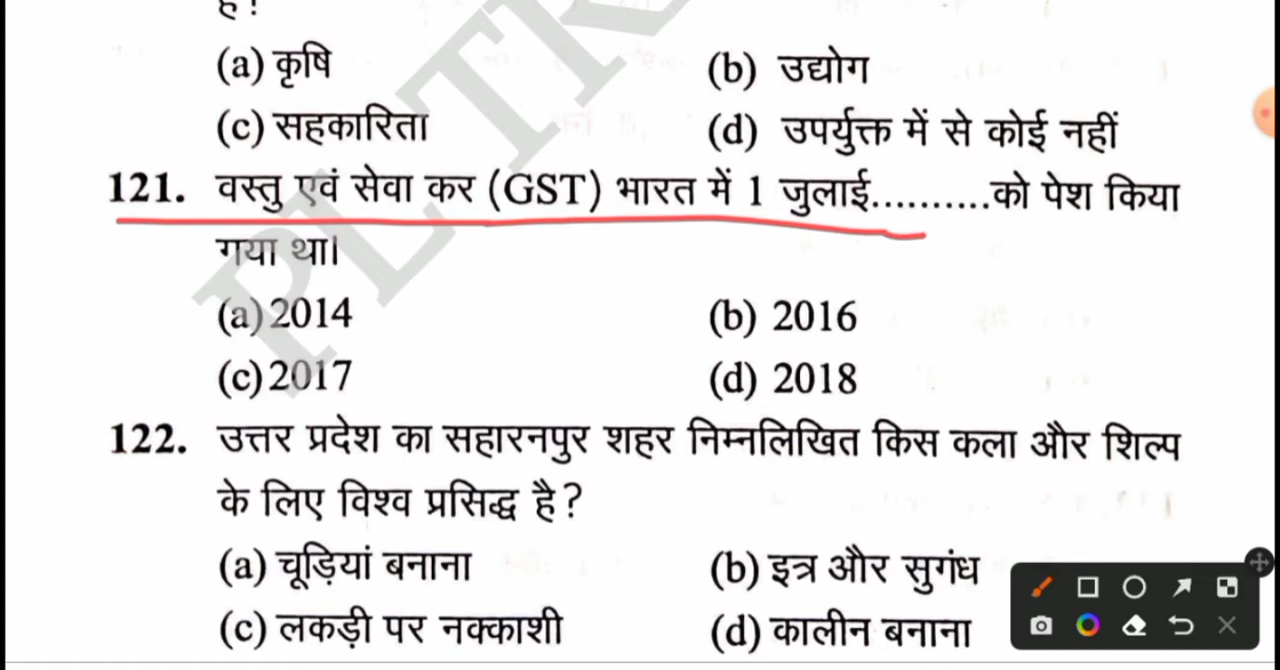 है?
(a) कृषि (b) उद्योग
(c) सहकारिता (d) उपर्युक्त में से कोई नहीं
121. वस्तु एवं सेवा कर (GST) भारत में 1 जुलाई..........को पेश किया
गया था।
(a) 2014 (b) 2016
(c) 2017 (d) 2018
122. उत्तर प्रदेश का सहारनपुर शहर निम्नलिखित किस कला और शिल्प
के लिए विश्व प्रसिद्ध है?
(a) चूड़ियां बनाना (b) इत्र और सुगंध
(c) लकड़ी पर नक्काशी (d) कालीन बनाना